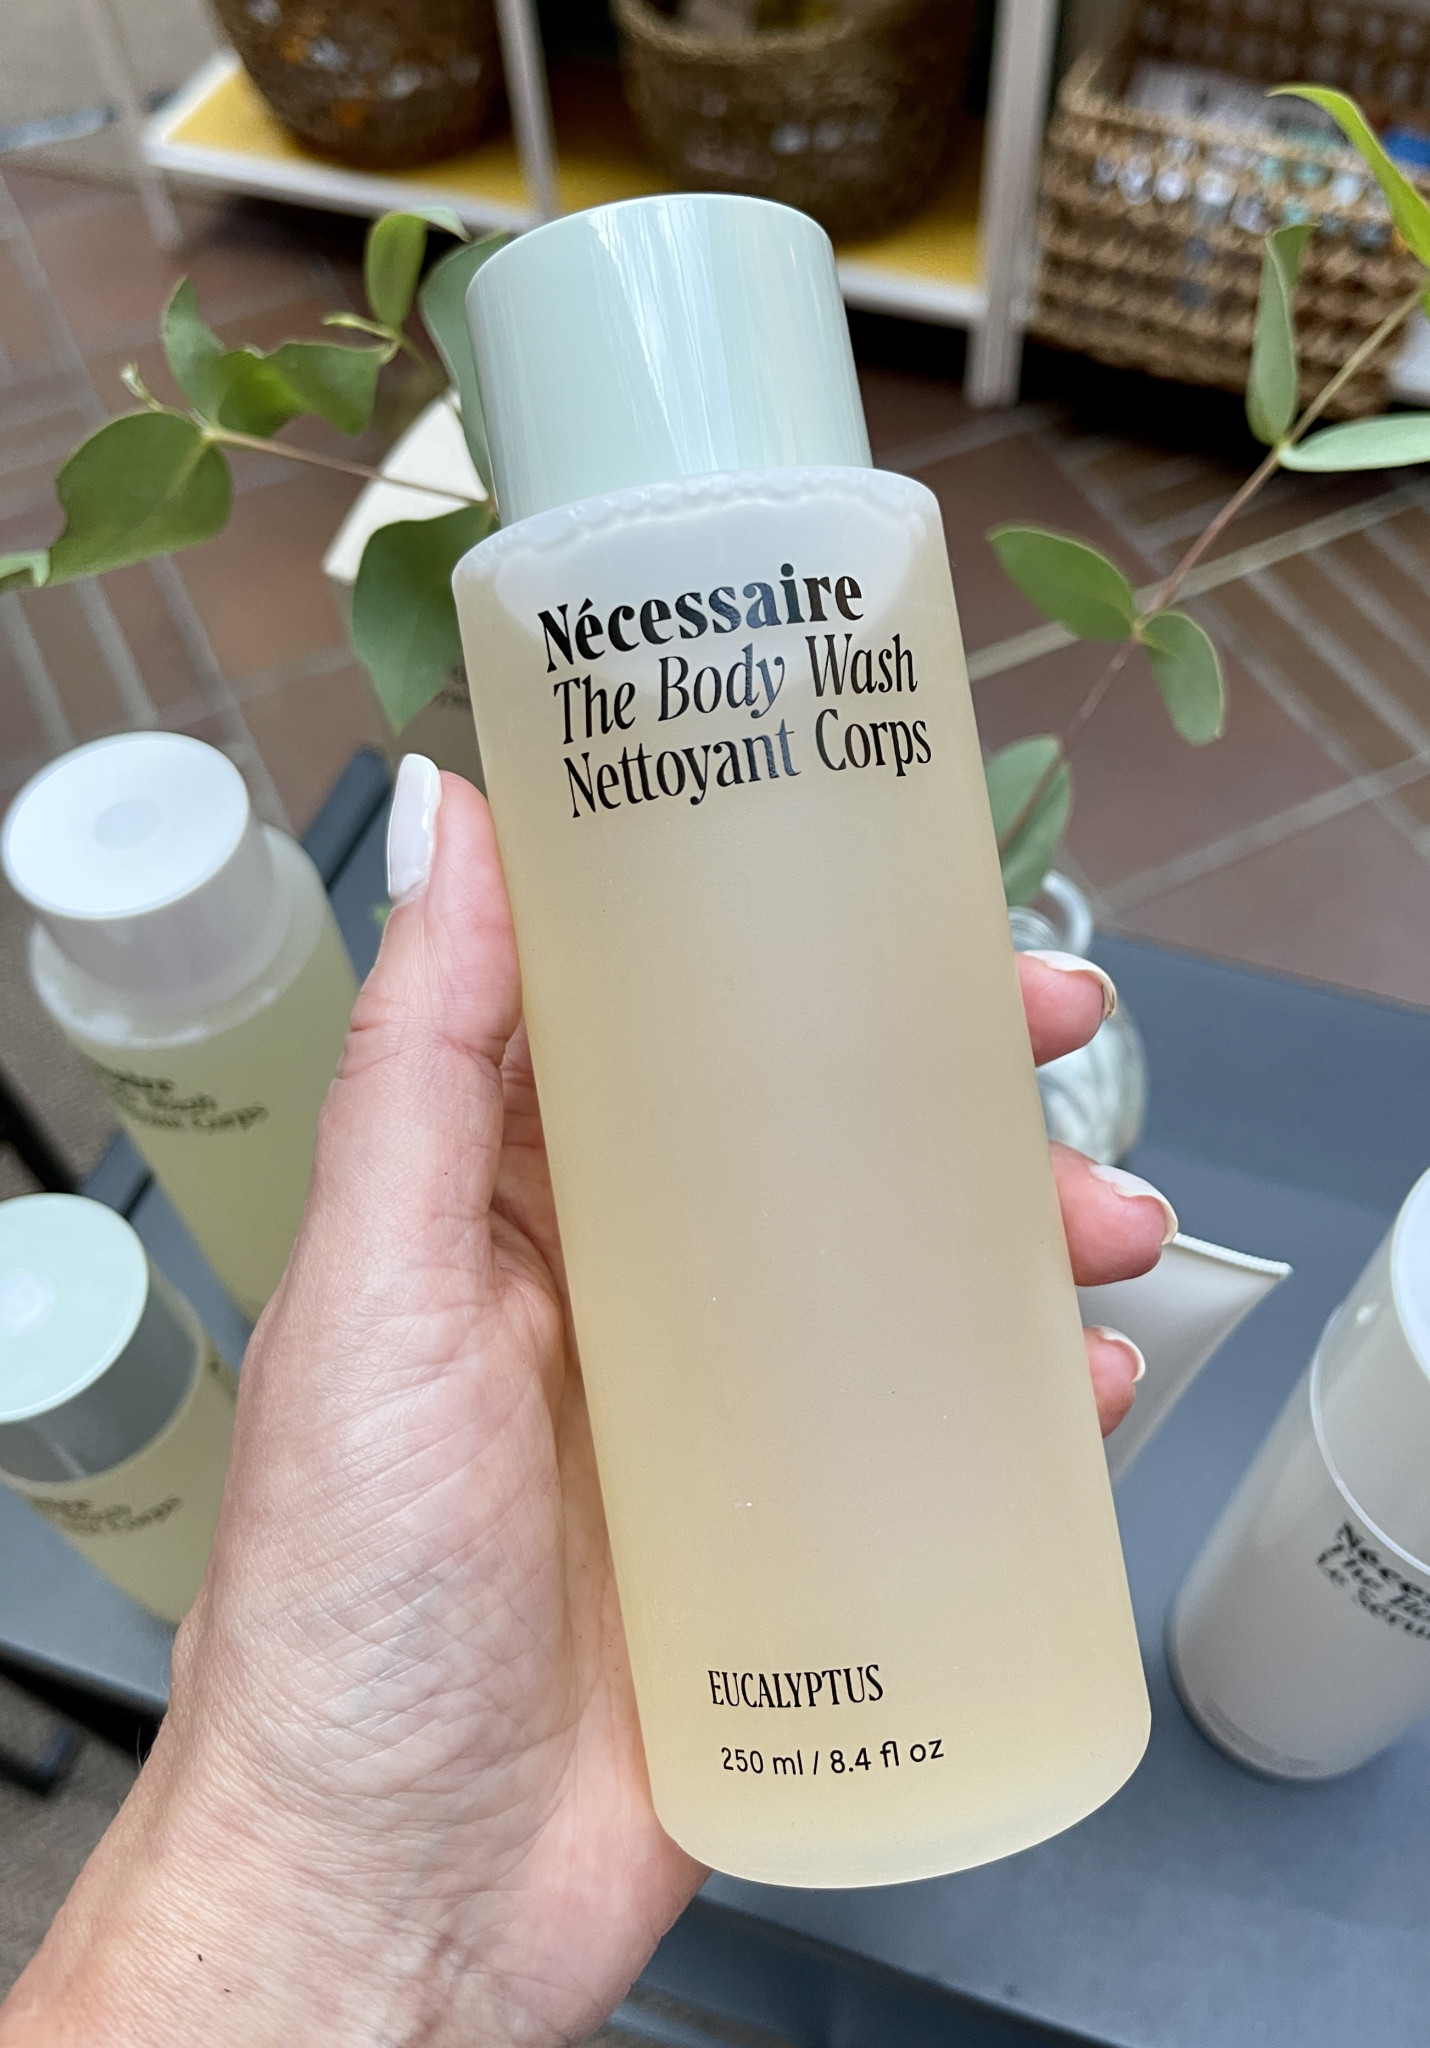 Nécessaire
The Body Wash
Nettoyant Corps
EUCALYPTUS
250 ml / 8.4 fl oz